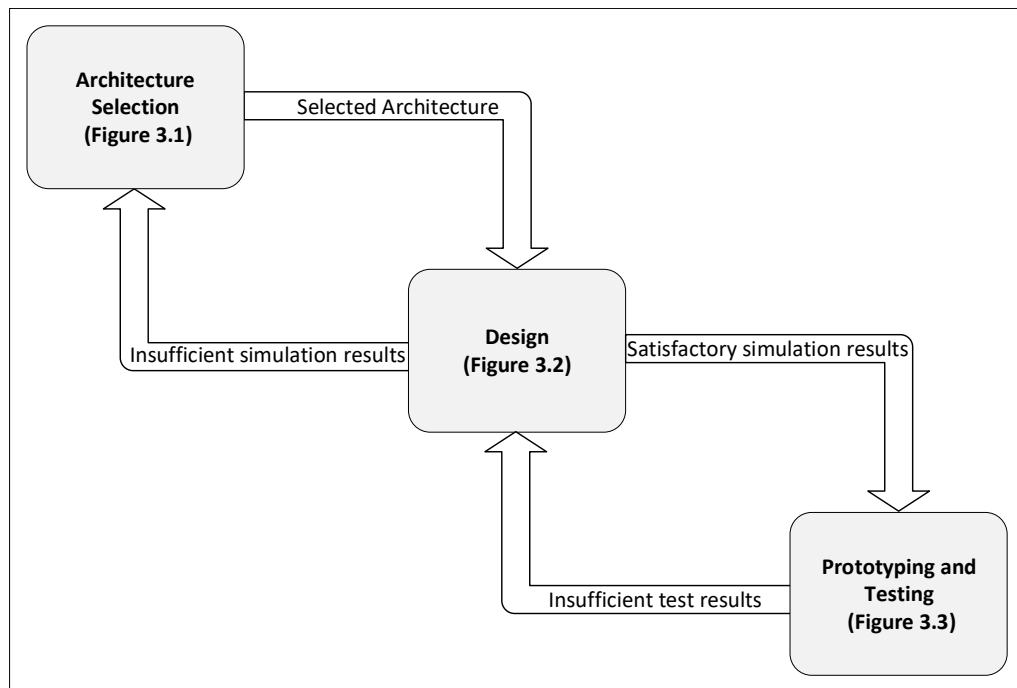 Architecture
Selection
(Figure 3.1)
Selected Architecture
Insufficient simulation results
Design
(Figure 3.2)
Satisfactory simulation results
Insufficient test results
Prototyping and
Testing
(Figure 3.3)